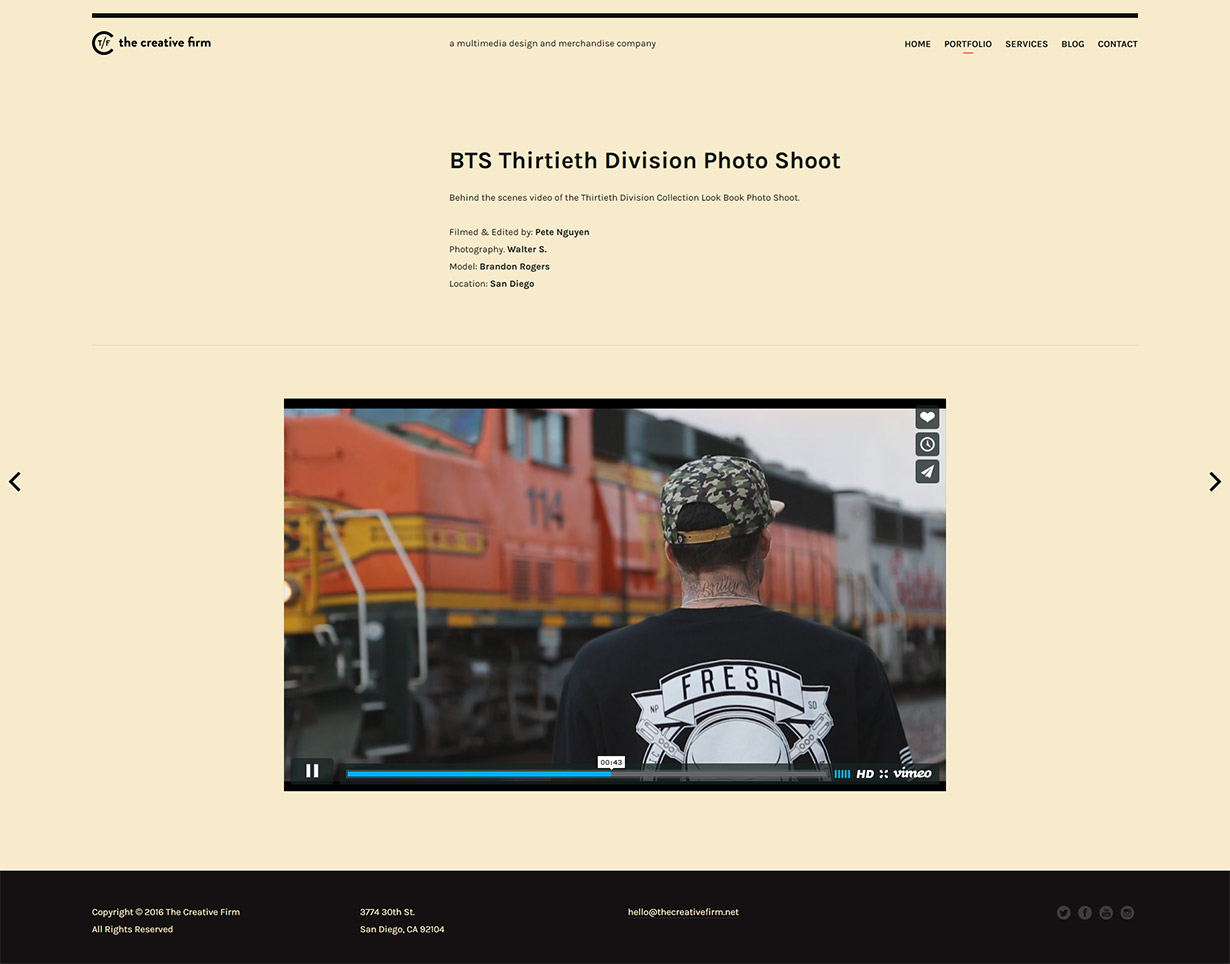 T/F the creative firm
a multimedia design and merchandise company
HOME PORTFOLIO SERVICES BLOG CONTACT
BTS Thirtieth Division Photo Shoot
Behind the scenes video of the Thirtieth Division Collection Look Book Photo Shoot.
Filmed & Edited by: Pete Nguyen
Photography. Walter S.
Model: Brandon Rogers
Location: San Diego
114
FRESH
NP
SD
00:43
HD vimeo
Copyright © 2016 The Creative Firm
All Rights Reserved
3774 30th St.
San Diego, CA 92104
hello@thecreativefirm.net